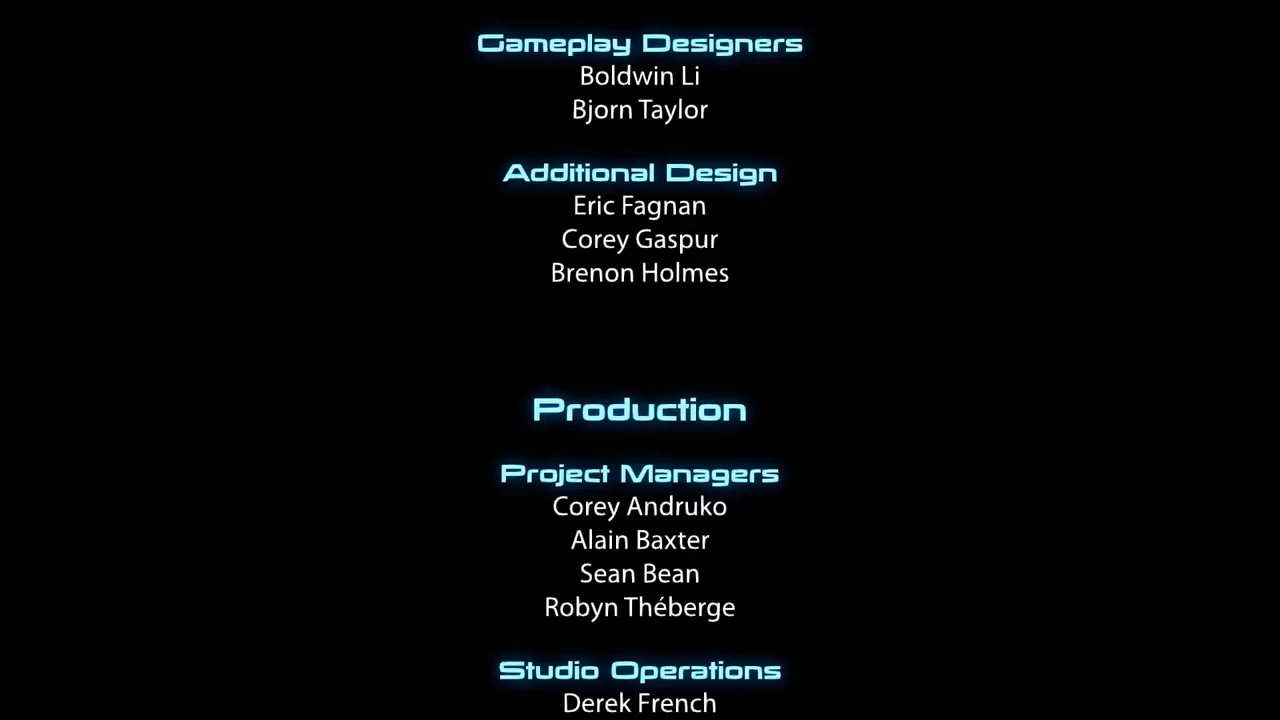 Gameplay Designers
Boldwin Li
Bjorn Taylor
Additional Design
Eric Fagnan
Corey Gaspur
Brenon Holmes
Production
Project Managers
Corey Andruko
Alain Baxter
Sean Bean
Robyn Théberge
Studio Operations
Derek French